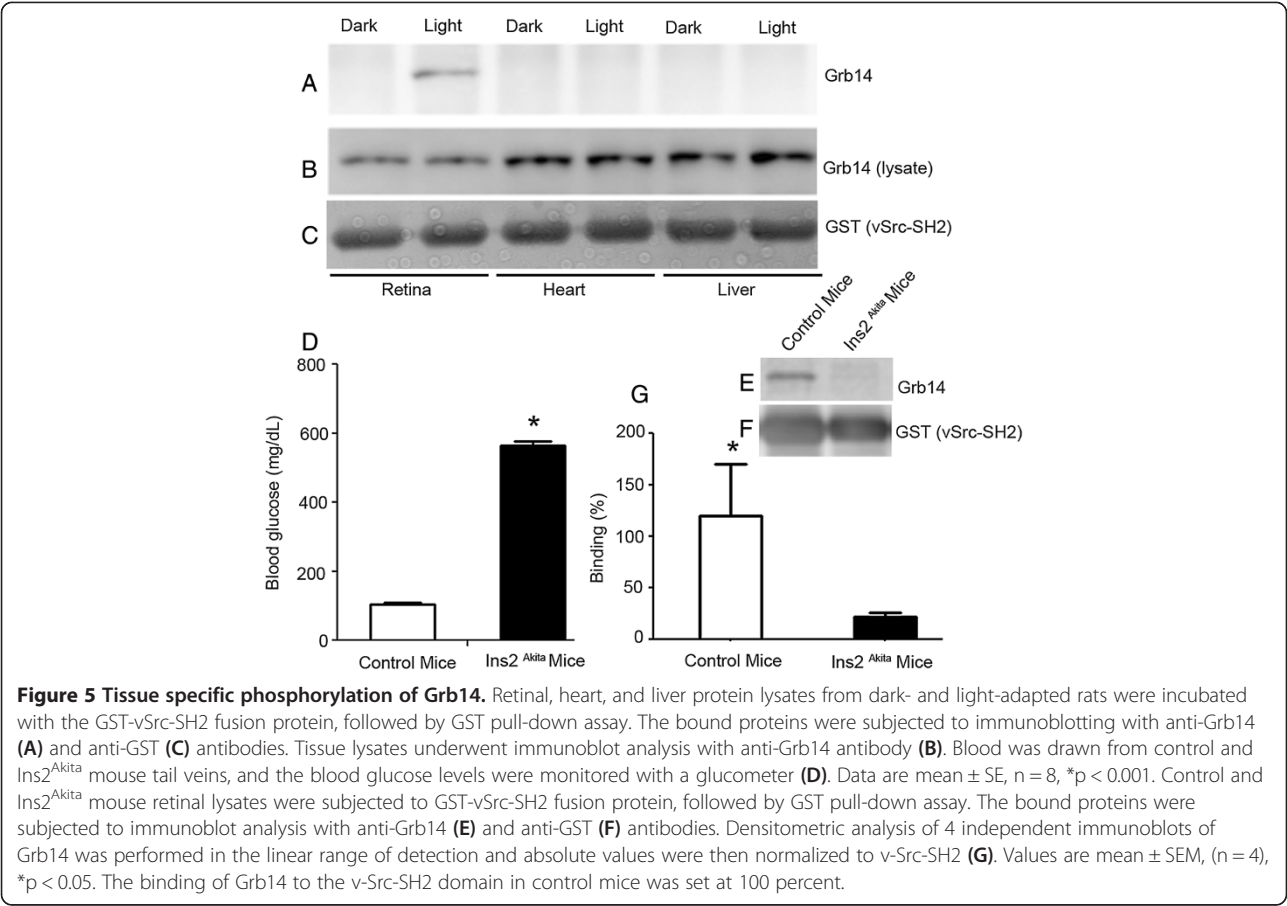 Dark Light Dark Light Dark Light
A Grb14
B Grb14 (lysate)
C GST (vSrc-SH2)
Retina Heart Liver
Control Mice Ins2 Akita Mice
D
800
600
400
200
0
Blood glucose (mg/dL)
*
Control Mice Ins2 Akita Mice
E Grb14
F GST (vSrc-SH2)
G
200
150
100
50
0
Binding (%)
*
Control Mice Ins2 Akita Mice
Figure 5 Tissue specific phosphorylation of Grb14. Retinal, heart, and liver protein lysates from dark- and light-adapted rats were incubated
with the GST-vSrc-SH2 fusion protein, followed by GST pull-down assay. The bound proteins were subjected to immunoblotting with anti-Grb14
(A) and anti-GST (C) antibodies. Tissue lysates underwent immunoblot analysis with anti-Grb14 antibody (B). Blood was drawn from control and
Ins2Akita mouse tail veins, and the blood glucose levels were monitored with a glucometer (D). Data are mean ± SE, n = 8, *p < 0.001. Control and
Ins2Akita mouse retinal lysates were subjected to GST-vSrc-SH2 fusion protein, followed by GST pull-down assay. The bound proteins were
subjected to immunoblot analysis with anti-Grb14 (E) and anti-GST (F) antibodies. Densitometric analysis of 4 independent immunoblots of
Grb14 was performed in the linear range of detection and absolute values were then normalized to v-Src-SH2 (G). Values are mean ± SEM, (n = 4),
*p < 0.05. The binding of Grb14 to the v-Src-SH2 domain in control mice was set at 100 percent.